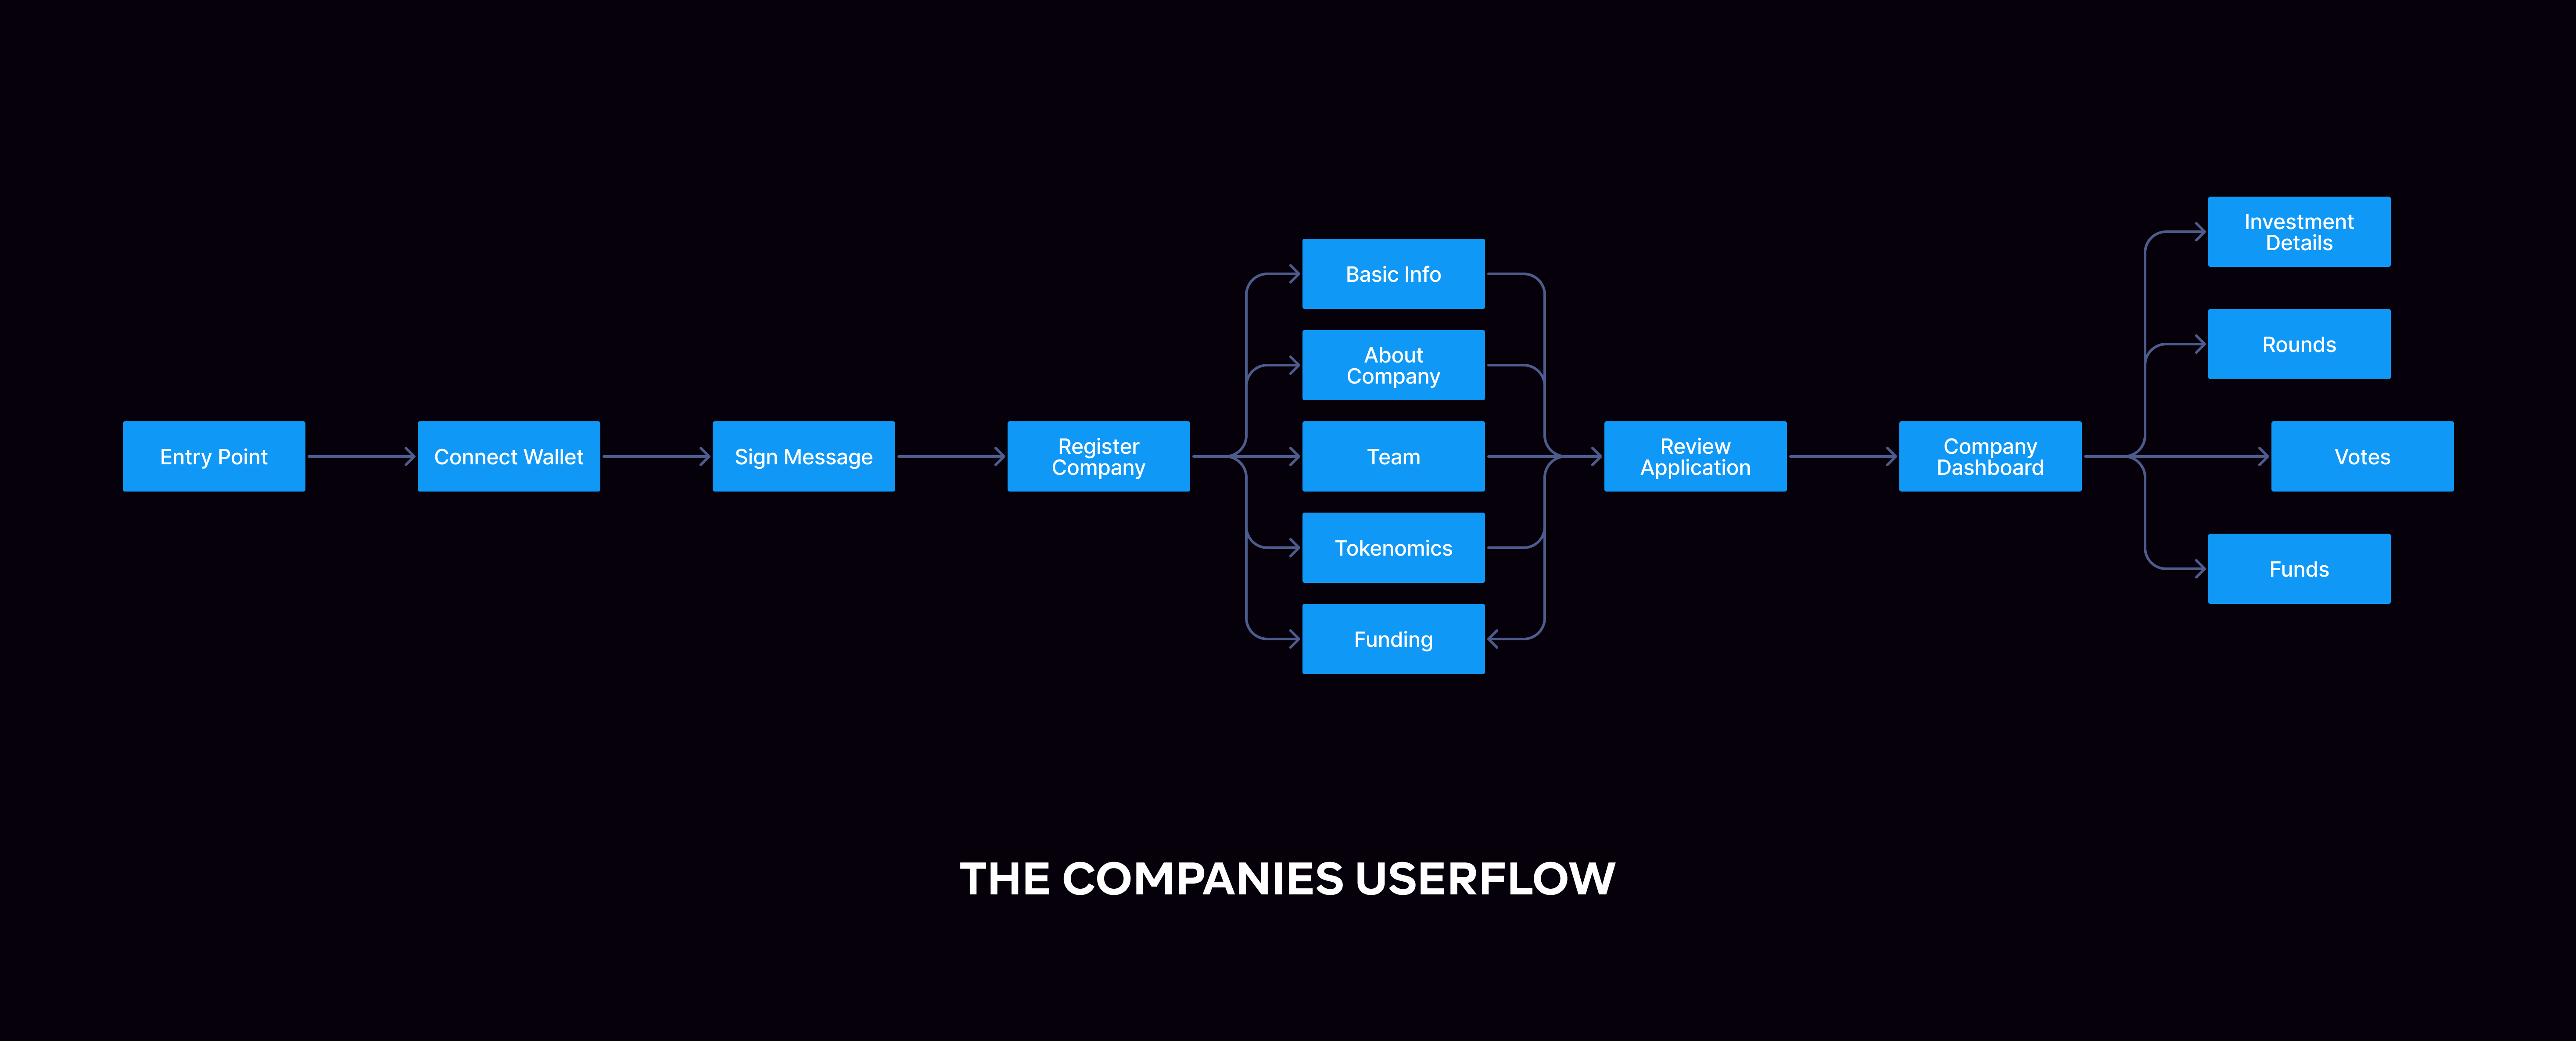 Entry Point
Connect Wallet
Sign Message
Register
Company
Basic Info
About
Company
Team
Tokenomics
Funding
Review
Application
Company
Dashboard
Investment
Details
Rounds
Votes
Funds
THE COMPANIES USERFLOW